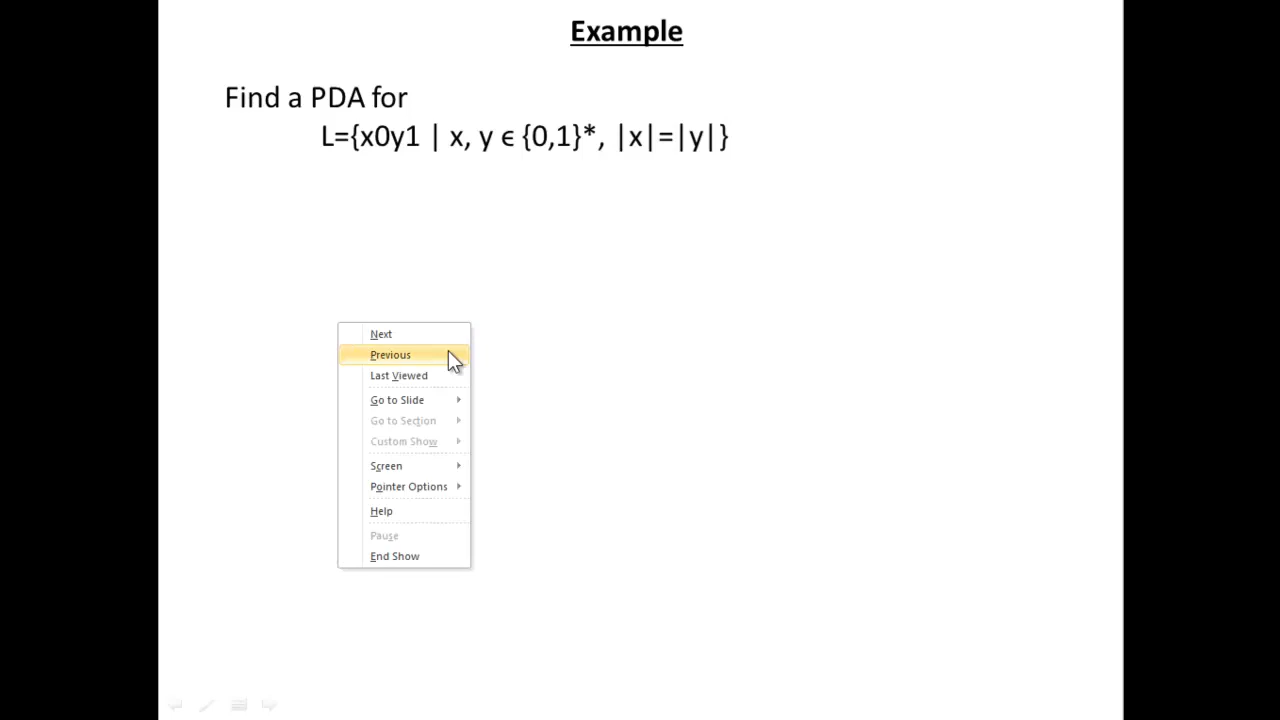 Example
Find a PDA for
L={x0y1 | x, y ϵ {0,1}*, |x|=|y|}
Next
Previous
Last Viewed
Go to Slide
Go to Section
Custom Show
Screen
Pointer Options
Help
Pause
End Show